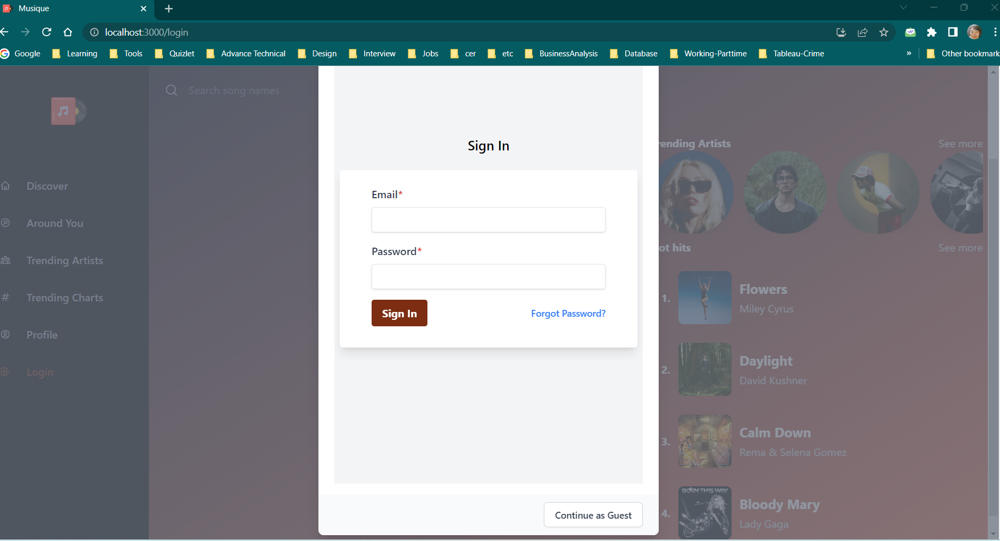 Musique
localhost:3000/login
Google Learning Tools Quizlet Advance Technical Design Interview Jobs cer etc BusinessAnalysis Database Working-Parttime Tableau-Crime » Other bookmark
Search song names
Discover
Around You
Trending Artists
Trending Charts
Profile
Login
Sign In
Email*
Password*
Sign In
Forgot Password?
Continue as Guest
rending Artists See more
ot hits See more
1.
Flowers
Miley Cyrus
2.
Daylight
David Kushner
3.
Calm Down
Rema & Selena Gomez
BORN THIS WAY
4.
Bloody Mary
Lady Gaga